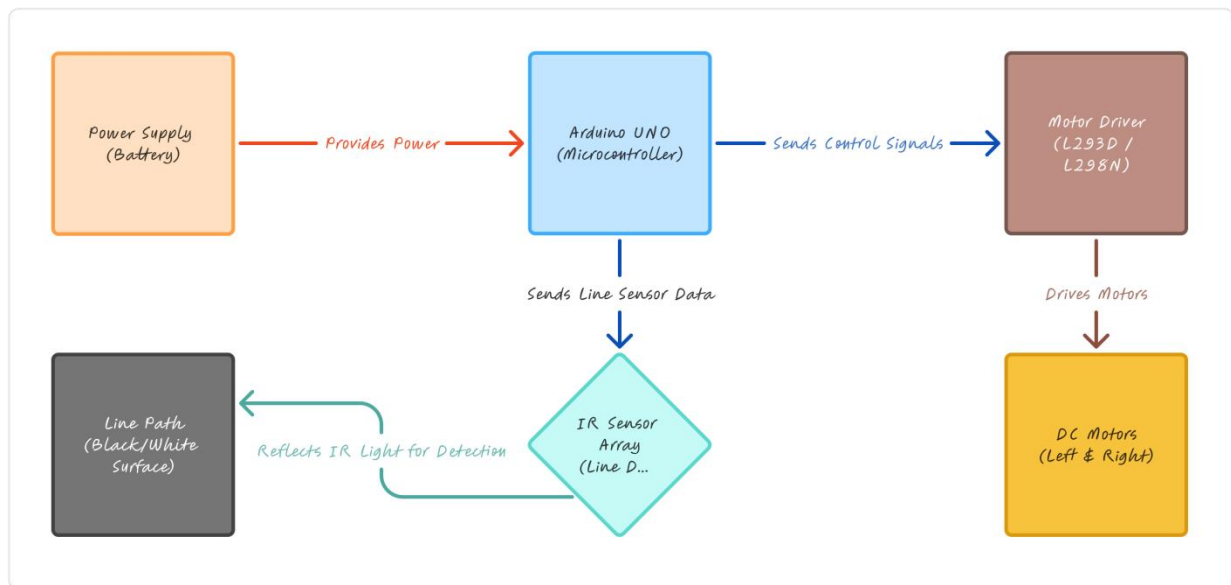 Power Supply
(Battery)
Provides Power
Arduino UNO
(Microcontroller)
Sends Control Signals
Motor Driver
(L293D /
L298N)
Sends Line Sensor Data
Drives Motors
Line Path
(Black/White
Surface)
Reflects IR Light for Detection
IR Sensor
Array
(Line D...
DC Motors
(Left & Right)